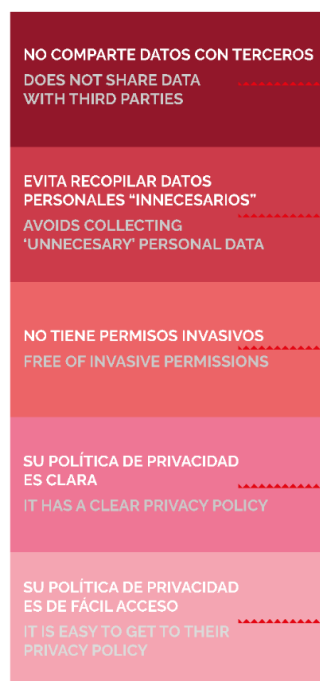 NO COMPARTE DATOS CON TERCEROS
DOES NOT SHARE DATA
WITH THIRD PARTIES
EVITA RECOPILAR DATOS
PERSONALES “INNECESARIOS”
AVOIDS COLLECTING
‘UNNECESARY’ PERSONAL DATA
NO TIENE PERMISOS INVASIVOS
FREE OF INVASIVE PERMISSIONS
SU POLÍTICA DE PRIVACIDAD
ES CLARA
IT HAS A CLEAR PRIVACY POLICY
SU POLÍTICA DE PRIVACIDAD
ES DE FÁCIL ACCESO
IT IS EASY TO GET TO THEIR
PRIVACY POLICY